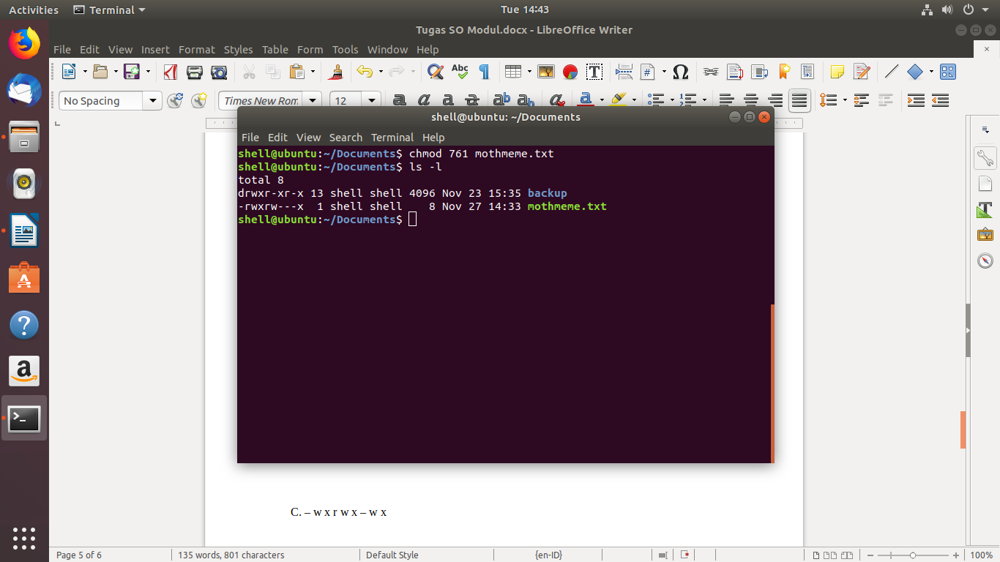 Activities Terminal Tue 14:43
Tugas SO Modul.docx - LibreOffice Writer
File Edit View Insert Format Styles Table Form Tools Window Help
No Spacing Times New Rom 12
shell@ubuntu: ~/Documents
File Edit View Search Terminal Help
shell@ubuntu:~/Documents$ chmod 761 mothmeme.txt
shell@ubuntu:~/Documents$ ls -l
total 8
drwxr-xr-x 13 shell shell 4096 Nov 23 15:35 backup
-rwxrw---x 1 shell shell 8 Nov 27 14:33 mothmeme.txt
shell@ubuntu:~/Documents$
C. – w x r w x – w x
Page 5 of 6 135 words, 801 characters Default Style {en-ID} 100%